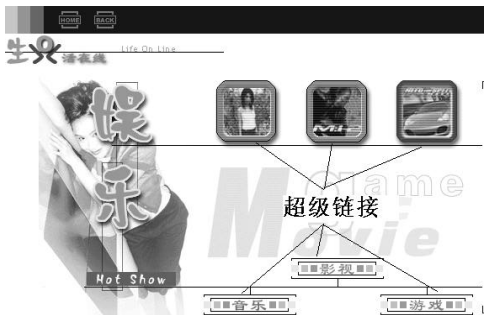 HOME BACK
生活在线
Life On Line
娱乐
Game
Movie
超级链接
影视
Hot Show
音乐
游戏